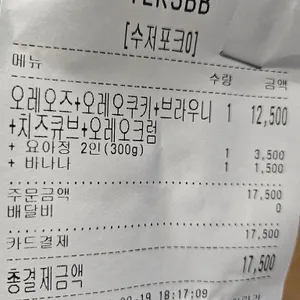 [수저포크O]
메뉴 수량 금액
오레오즈+오레오쿠키+브라우니 1 12,500
+치즈큐브+오레오크럼
+ 요아정 2인(300g) 1 3,500
+ 바나나 1 1,500
주문금액 17,500
배달비 0
카드결제 17,500
총결제금액 17,500
18:17:09